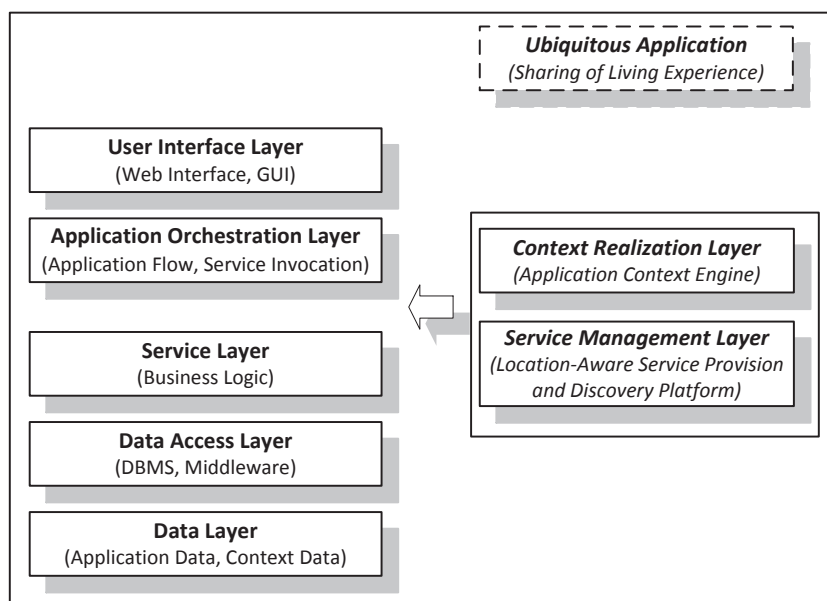 Ubiquitous Application
(Sharing of Living Experience)
User Interface Layer
(Web Interface, GUI)
Application Orchestration Layer
(Application Flow, Service Invocation)
Context Realization Layer
(Application Context Engine)
Service Management Layer
(Location-Aware Service Provision
and Discovery Platform)
Service Layer
(Business Logic)
Data Access Layer
(DBMS, Middleware)
Data Layer
(Application Data, Context Data)